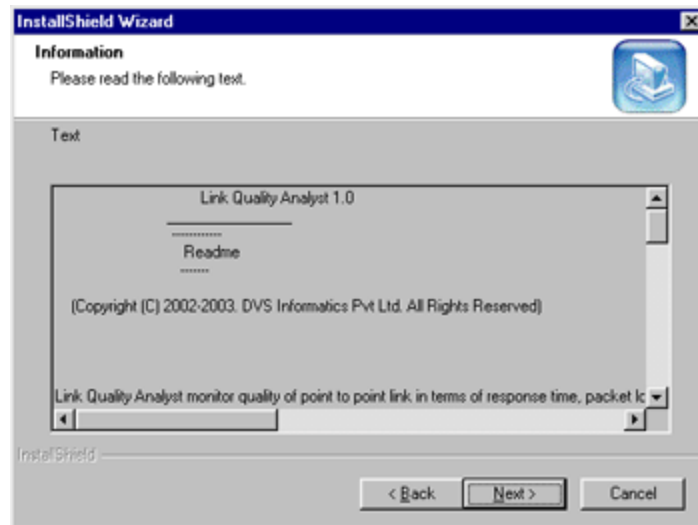 InstallShield Wizard
Information
Please read the following text.
Text
Link Quality Analyst 1.0
Readme
(Copyright (C) 2002-2003. DVS Informatics Pvt Ltd. All Rights Reserved)
Link Quality Analyst monitor quality of point to point link in terms of response time, packet lc
InstallShield
< Back
Next >
Cancel